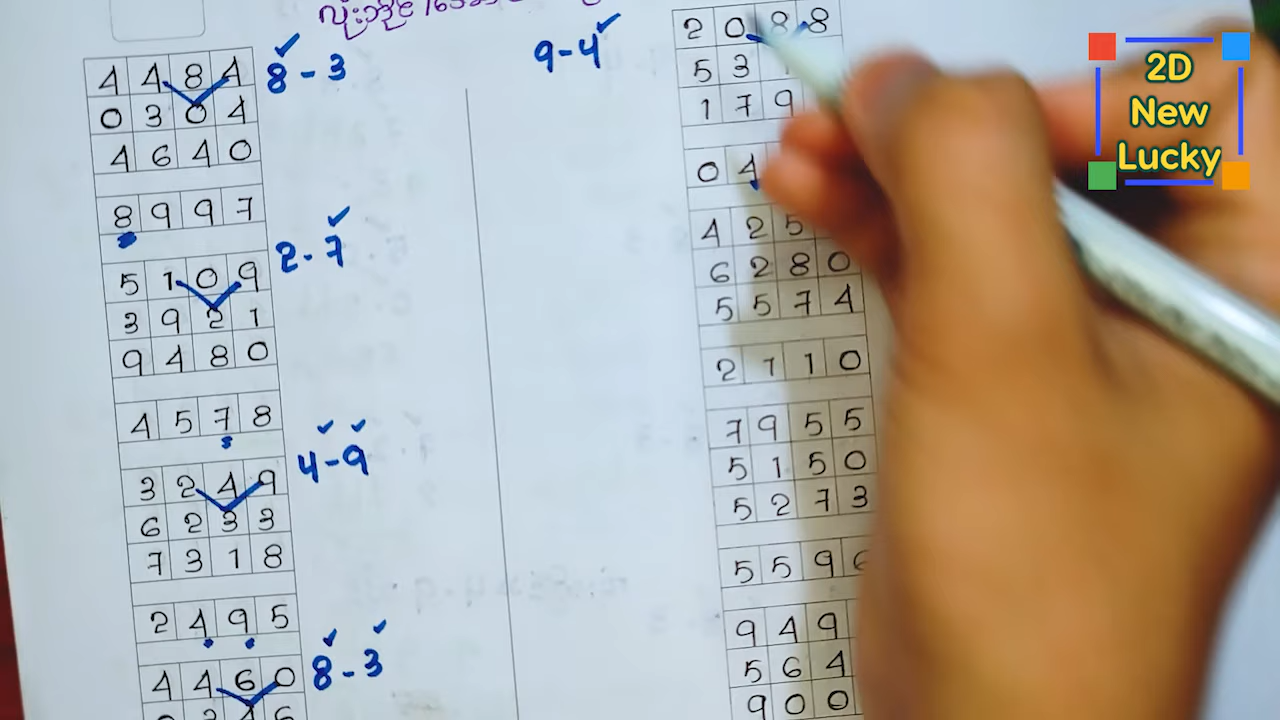 4 4 8 4
0 3 0 4
4 6 4 0
8 9 9 7
5 1 0 9
3 9 2 1
9 4 8 0
4 5 7 8
3 2 4 9
6 2 3 3
7 3 1 8
2 4 9 5
4 4 6 0
8 - 3
2 - 7
4 - 9
8 - 3
9 - 4
2 0 8 8
5 3
1 7 9
0 4
4 2 5
6 2 8 0
5 5 7 4
2 7 1 0
7 9 5 5
5 1 5 0
5 2 7 3
5 5 9 6
9 4 9
5 6 4
9 0 0
2D
New
Lucky